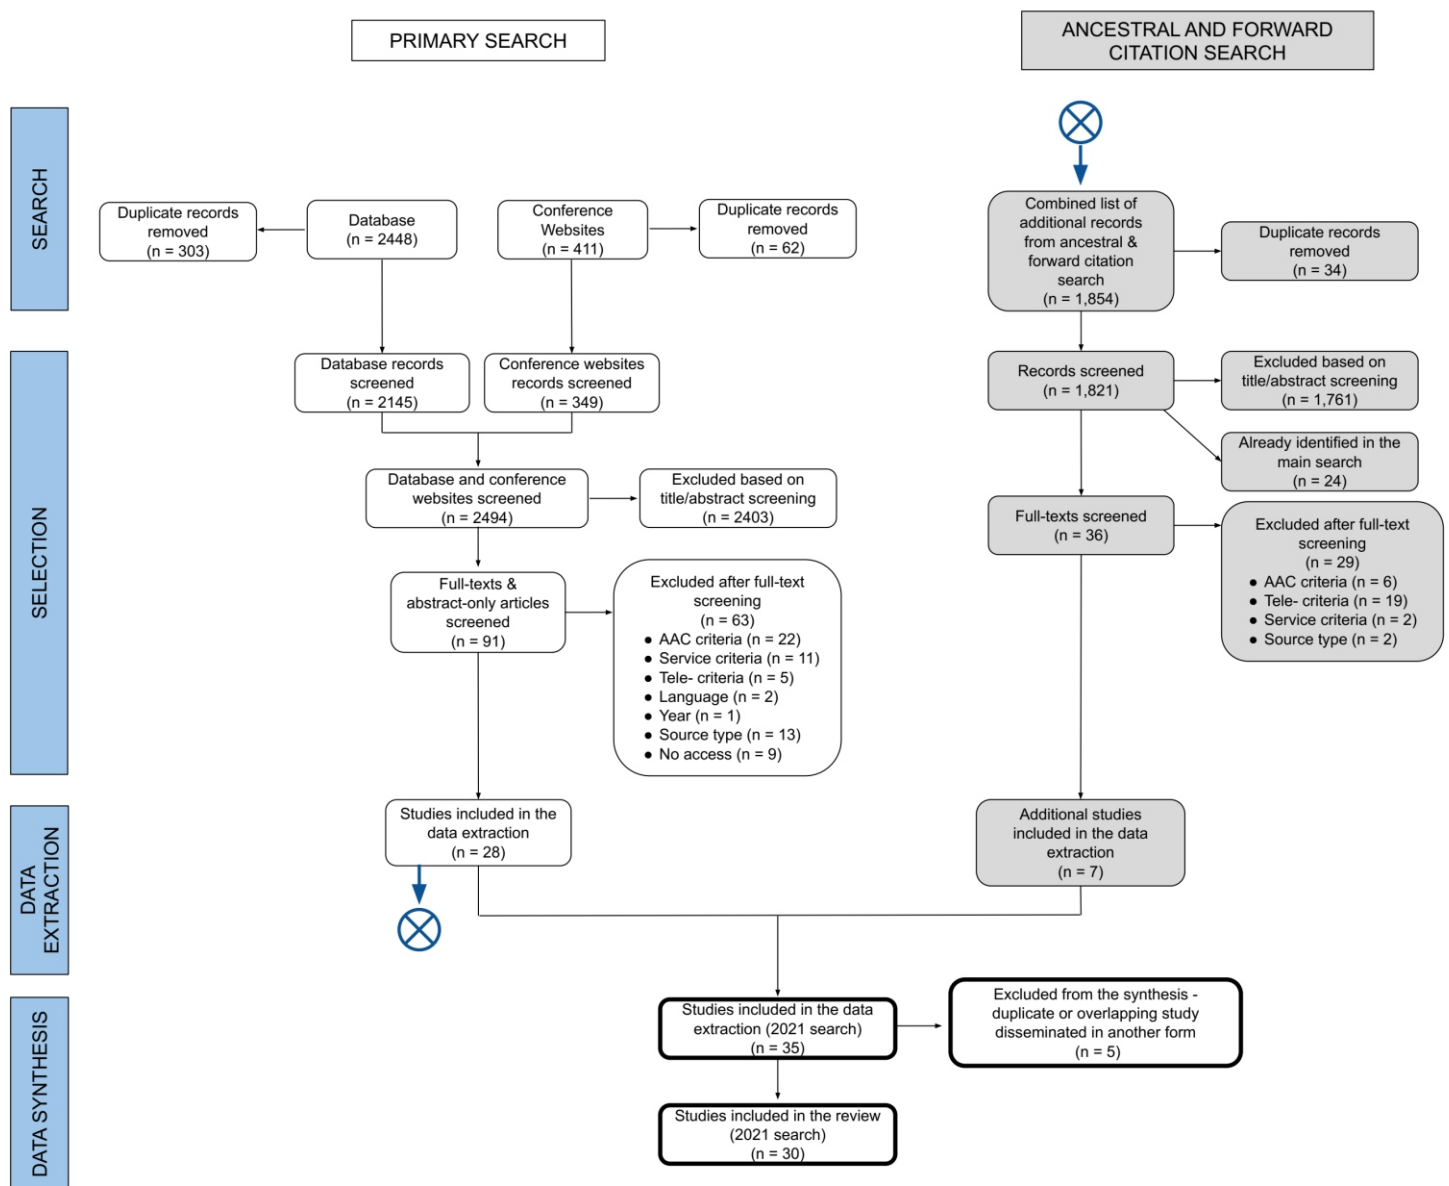 PRIMARY SEARCH
ANCESTRAL AND FORWARD
CITATION SEARCH
SEARCH
Duplicate records
removed
(n = 303)
Database
(n = 2448)
Conference
Websites
(n = 411)
Duplicate records
removed
(n = 62)
Combined list of
additional records
from ancestral &
forward citation
search
(n = 1,854)
Duplicate records
removed
(n = 34)
SELECTION
Database records
screened
(n = 2145)
Conference websites
records screened
(n = 349)
Records screened
(n = 1,821)
Excluded based on
title/abstract screening
(n = 1,761)
Already identified in the
main search
(n = 24)
Database and conference
websites screened
(n = 2494)
Excluded based on
title/abstract screening
(n = 2403)
Full-texts screened
(n = 36)
Excluded after full-text
screening
(n = 29)
● AAC criteria (n = 6)
● Tele- criteria (n = 19)
● Service criteria (n = 2)
● Source type (n = 2)
Full-texts &
abstract-only articles
screened
(n = 91)
Excluded after full-text
screening
(n = 63)
● AAC criteria (n = 22)
● Service criteria (n = 11)
● Tele- criteria (n = 5)
● Language (n = 2)
● Year (n = 1)
● Source type (n = 13)
● No access (n = 9)
DATA
EXTRACTION
Studies included in the
data extraction
(n = 28)
Additional studies
included in the data
extraction
(n = 7)
DATA SYNTHESIS
Studies included in the data
extraction (2021 search)
(n = 35)
Excluded from the synthesis -
duplicate or overlapping study
disseminated in another form
(n = 5)
Studies included in the review
(2021 search)
(n = 30)